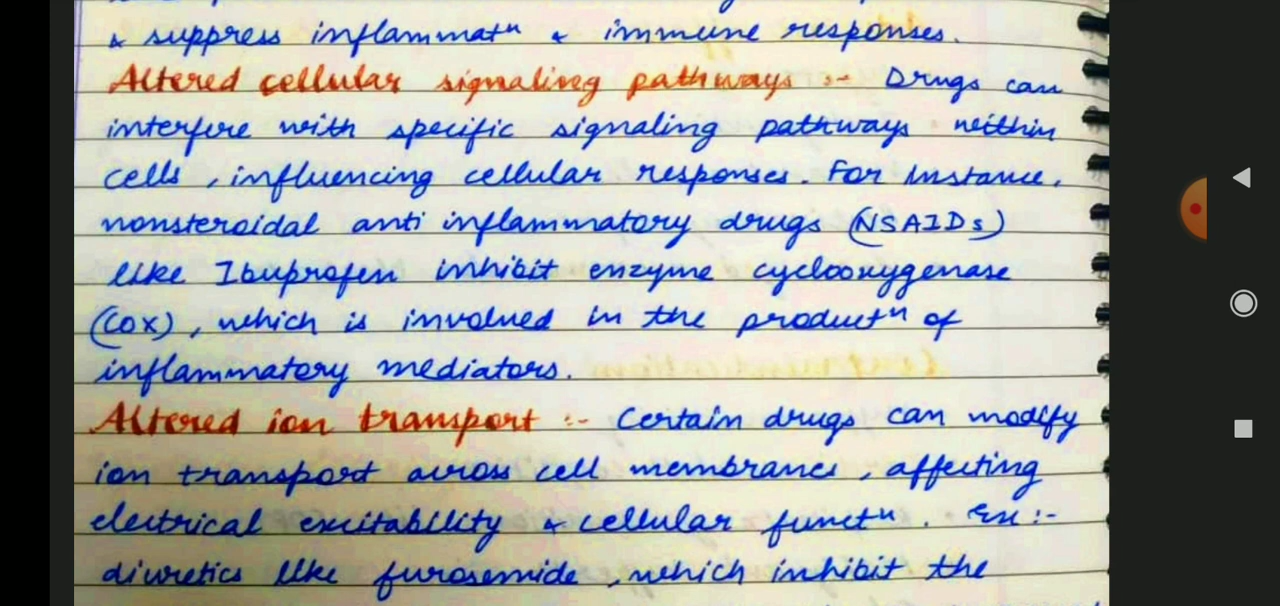 & suppress inflammatⁿ & immune responses.
Altered cellular signaling pathways :- Drugs can
interfere with specific signaling pathways within
cells, influencing cellular responses. For Instance,
nonsteroidal anti inflammatory drugs (NSAIDs)
like Ibuprofen inhibit enzyme cyclooxygenase
(COX), which is involved in the productⁿ of
inflammatory mediators.
Altered ion transport :- Certain drugs can modify
ion transport across cell membranes, affecting
electrical excitability & cellular functⁿ. Ex:-
diuretics like furosemide, which inhibit the